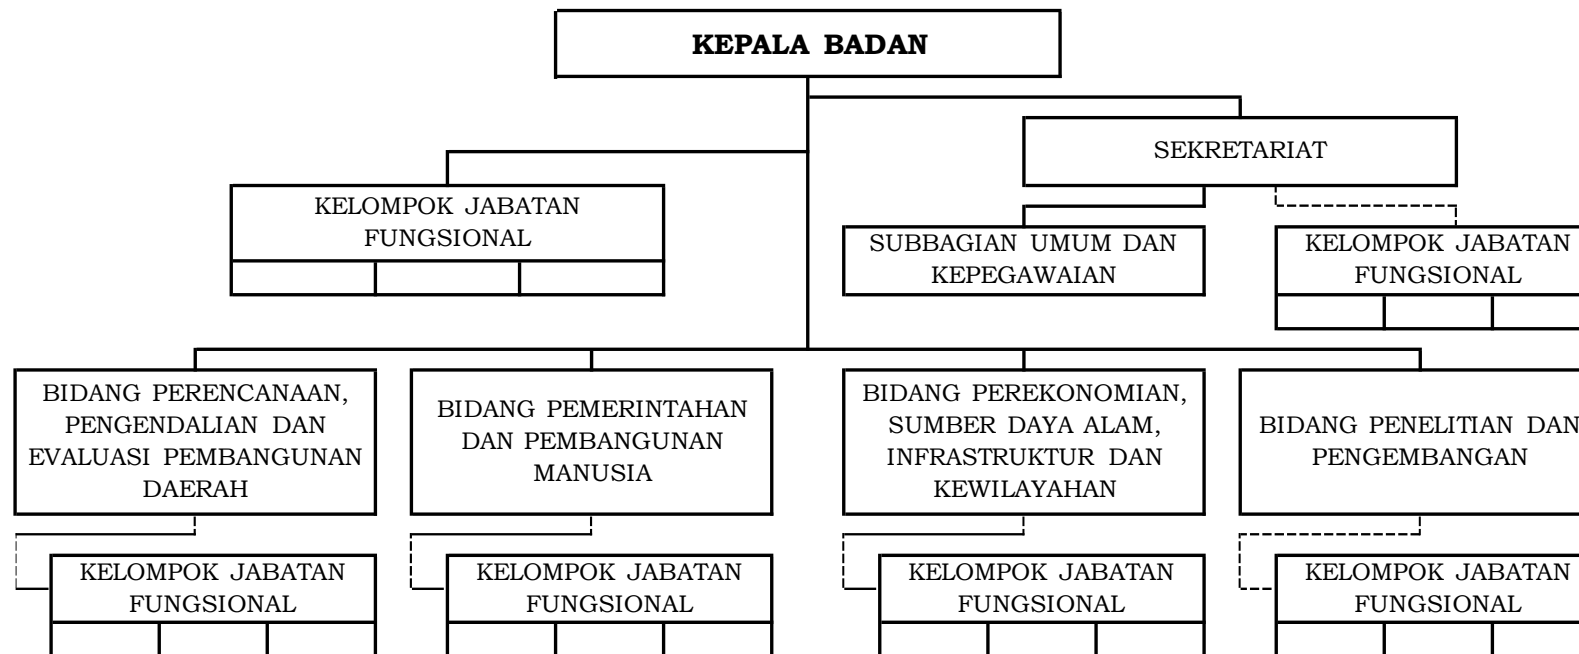 KEPALA BADAN
SEKRETARIAT
KELOMPOK JABATAN
FUNGSIONAL
SUBBAGIAN UMUM DAN
KEPEGAWAIAN
KELOMPOK JABATAN
FUNGSIONAL
BIDANG PERENCANAAN,
PENGENDALIAN DAN
EVALUASI PEMBANGUNAN
DAERAH
BIDANG PEMERINTAHAN
DAN PEMBANGUNAN
MANUSIA
BIDANG PEREKONOMIAN,
SUMBER DAYA ALAM,
INFRASTRUKTUR DAN
KEWILAYAHAN
BIDANG PENELITIAN DAN
PENGEMBANGAN
KELOMPOK JABATAN
FUNGSIONAL
KELOMPOK JABATAN
FUNGSIONAL
KELOMPOK JABATAN
FUNGSIONAL
KELOMPOK JABATAN
FUNGSIONAL